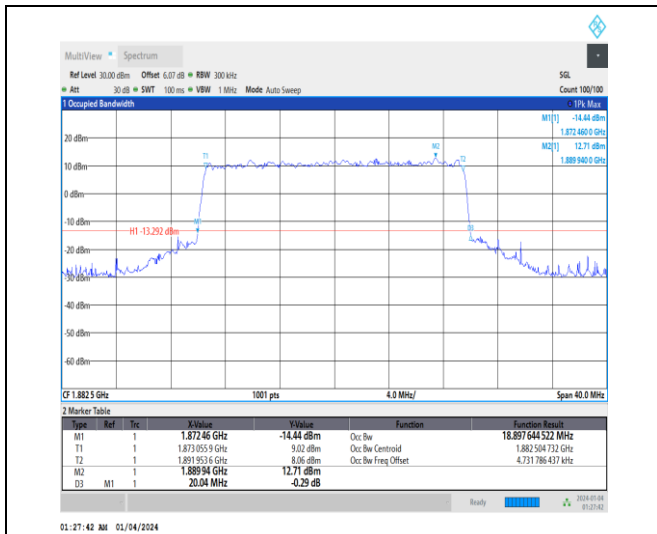 MultiView Spectrum
Ref Level 30.00 dBm Offset 6.07 dB RBW 300 kHz SGL
Att 30 dB SWT 100 ms VBW 1 MHz Mode Auto Sweep Count 100/100
1 Occupied Bandwidth 1Pk Max
M1[1] -14.44 dBm
1.872 460 0 GHz
M2[1] 12.71 dBm
1.889 940 0 GHz
20 dBm
M2
T1
T2
10 dBm
0 dBm
-10 dBm
M1
D3
H1 -13.292 dBm
-20 dBm
-30 dBm
-40 dBm
-50 dBm
-60 dBm
CF 1.882 5 GHz 1001 pts 4.0 MHz/ Span 40.0 MHz
2 Marker Table
Type Ref Trc X-Value Y-Value Function Function Result
M1 1 1.872 46 GHz -14.44 dBm Occ Bw 18.897 644 522 MHz
T1 1 1.873 055 9 GHz 9.02 dBm Occ Bw Centroid 1.882 504 732 GHz
T2 1 1.891 953 6 GHz 8.06 dBm Occ Bw Freq Offset 4.731 786 437 kHz
M2 1 1.889 94 GHz 12.71 dBm
D3 M1 1 20.04 MHz -0.29 dB
Ready 2024-01-04
01:27:42
01:27:42 AM 01/04/2024